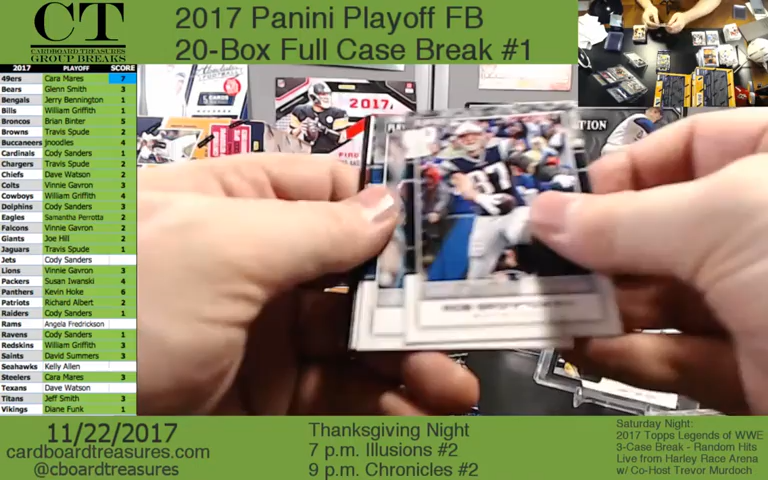 CT
CARDBOARD TREASURES
GROUP BREAKS
2017 Panini Playoff FB
20-Box Full Case Break #1
2017 PLAYOFF SCORE
49ers Cara Mares 7
Bears Glenn Smith 3
Bengals Jerry Bennington 1
Bills William Griffith 1
Broncos Brian Binter 5
Browns Travis Spude 2
Buccaneers Jnoodles 4
Cardinals Cody Sanders 1
Chargers Travis Spude 2
Chiefs Dave Watson 2
Colts Vinnie Gavron 3
Cowboys William Griffith 4
Dolphins Cody Sanders 3
Eagles Samantha Perrotta 2
Falcons Vinnie Gavron 2
Giants Joe Hill 2
Jaguars Travis Spude 1
Jets Cody Sanders
Lions Vinnie Gavron 3
Packers Susan Iwanski 4
Panthers Kevin Hoke 6
Patriots Richard Albert 2
Raiders Cody Sanders 1
Rams Angela Fredrickson
Ravens Cody Sanders 1
Redskins William Griffith 3
Saints David Summers 3
Seahawks Kelly Allen
Steelers Cara Mares 3
Texans Dave Watson
Titans Jeff Smith 3
Vikings Diane Funk 1
2017
87
11/22/2017
cardboardtreasures.com
@cboardtreasures
Thanksgiving Night
7 p.m. Illusions #2
9 p.m. Chronicles #2
Saturday Night:
2017 Topps Legends of WWE
3-Case Break - Random Hits
Live from Harley Race Arena
w/ Co-Host Trevor Murdoch